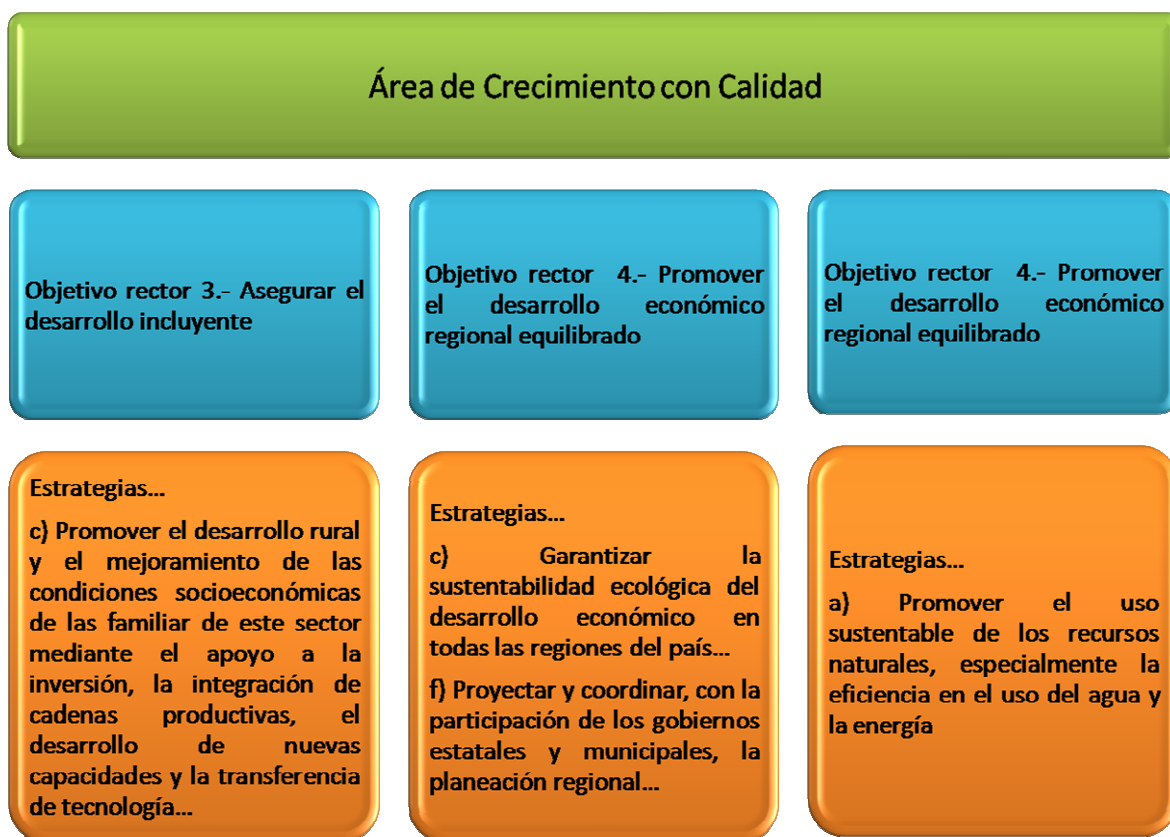 Área de Crecimiento con Calidad
Objetivo rector 3.- Asegurar el
desarrollo incluyente
Objetivo rector 4.- Promover
el desarrollo económico
regional equilibrado
Objetivo rector 4.- Promover
el desarrollo económico
regional equilibrado
Estrategias...
c) Promover el desarrollo rural
y el mejoramiento de las
condiciones socioeconómicas
de las familiar de este sector
mediante el apoyo a la
inversión, la integración de
cadenas productivas, el
desarrollo de nuevas
capacidades y la transferencia
de tecnología...
Estrategias...
c) Garantizar la
sustentabilidad ecológica del
desarrollo económico en
todas las regiones del país...
f) Proyectar y coordinar, con la
participación de los gobiernos
estatales y municipales, la
planeación regional...
Estrategias...
a) Promover el uso
sustentable de los recursos
naturales, especialmente la
eficiencia en el uso del agua y
la energía